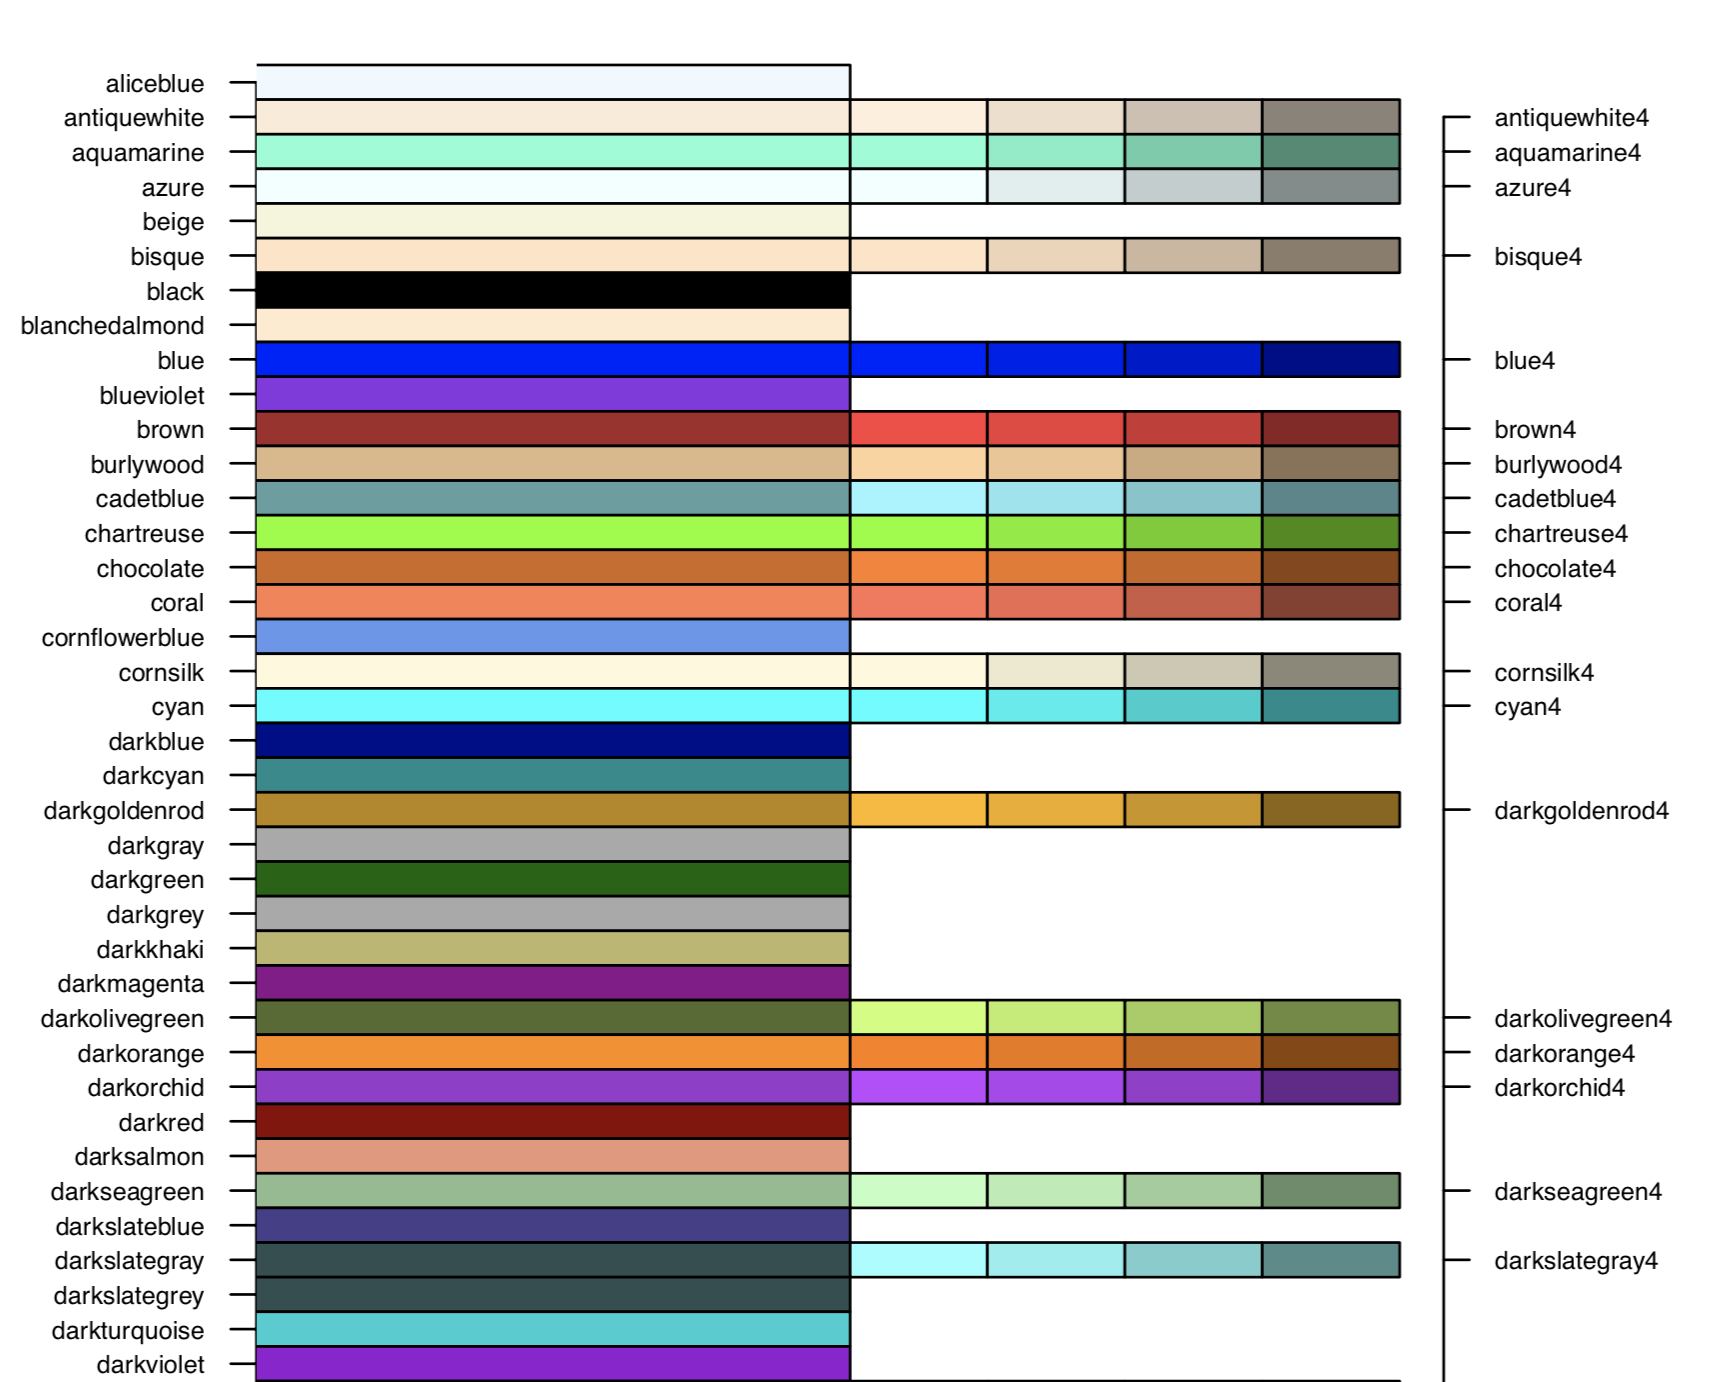 aliceblue
antiquewhite antiquewhite4
aquamarine aquamarine4
azure azure4
beige
bisque bisque4
black
blanchedalmond
blue blue4
blueviolet
brown brown4
burlywood burlywood4
cadetblue cadetblue4
chartreuse chartreuse4
chocolate chocolate4
coral coral4
cornflowerblue
cornsilk cornsilk4
cyan cyan4
darkblue
darkcyan
darkgoldenrod darkgoldenrod4
darkgray
darkgreen
darkgrey
darkkhaki
darkmagenta
darkolivegreen darkolivegreen4
darkorange darkorange4
darkorchid darkorchid4
darkred
darksalmon
darkseagreen darkseagreen4
darkslateblue
darkslategray darkslategray4
darkslategrey
darkturquoise
darkviolet